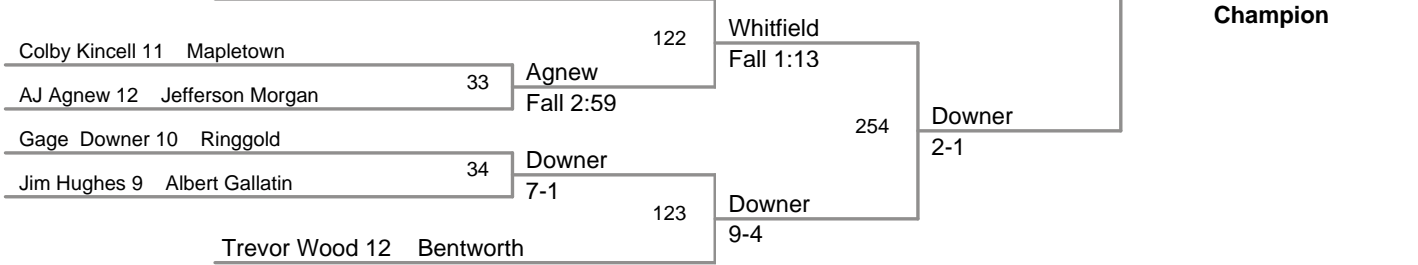 Champion
Whitfield
122
Fall 1:13
Colby Kincell 11 Mapletown
Agnew
33
AJ Agnew 12 Jefferson Morgan
Fall 2:59
Downer
254
2-1
Gage Downer 10 Ringgold
Downer
34
Jim Hughes 9 Albert Gallatin
7-1
Downer
123
9-4
Trevor Wood 12 Bentworth